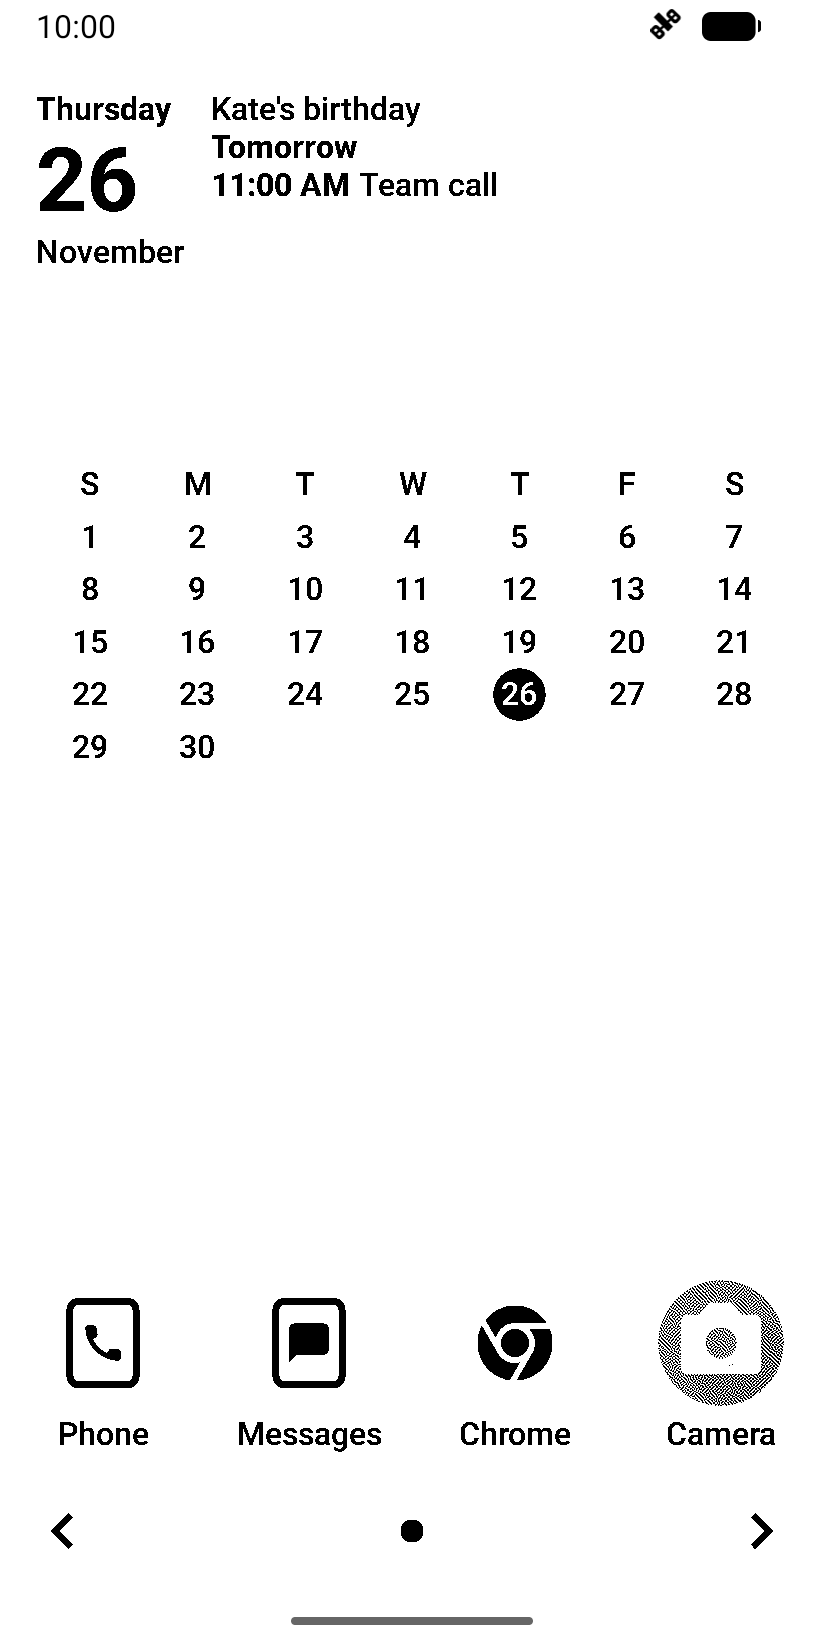 10:00
Thursday
26
November
Kate's birthday
Tomorrow
11:00 AM Team call
S M T W T F S
1 2 3 4 5 6 7
8 9 10 11 12 13 14
15 16 17 18 19 20 21
22 23 24 25 26 27 28
29 30
Phone Messages Chrome Camera